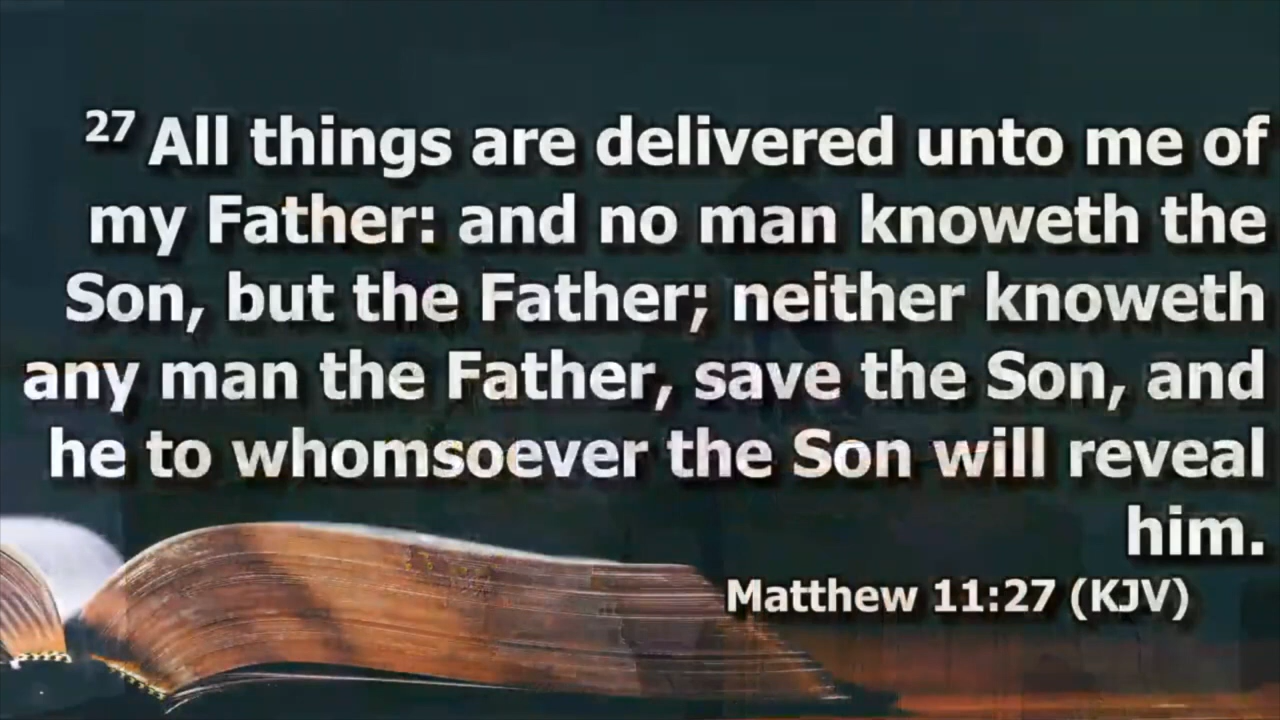 27 All things are delivered unto me of
my Father: and no man knoweth the
Son, but the Father; neither knoweth
any man the Father, save the Son, and
he to whomsoever the Son will reveal
him.
Matthew 11:27 (KJV)